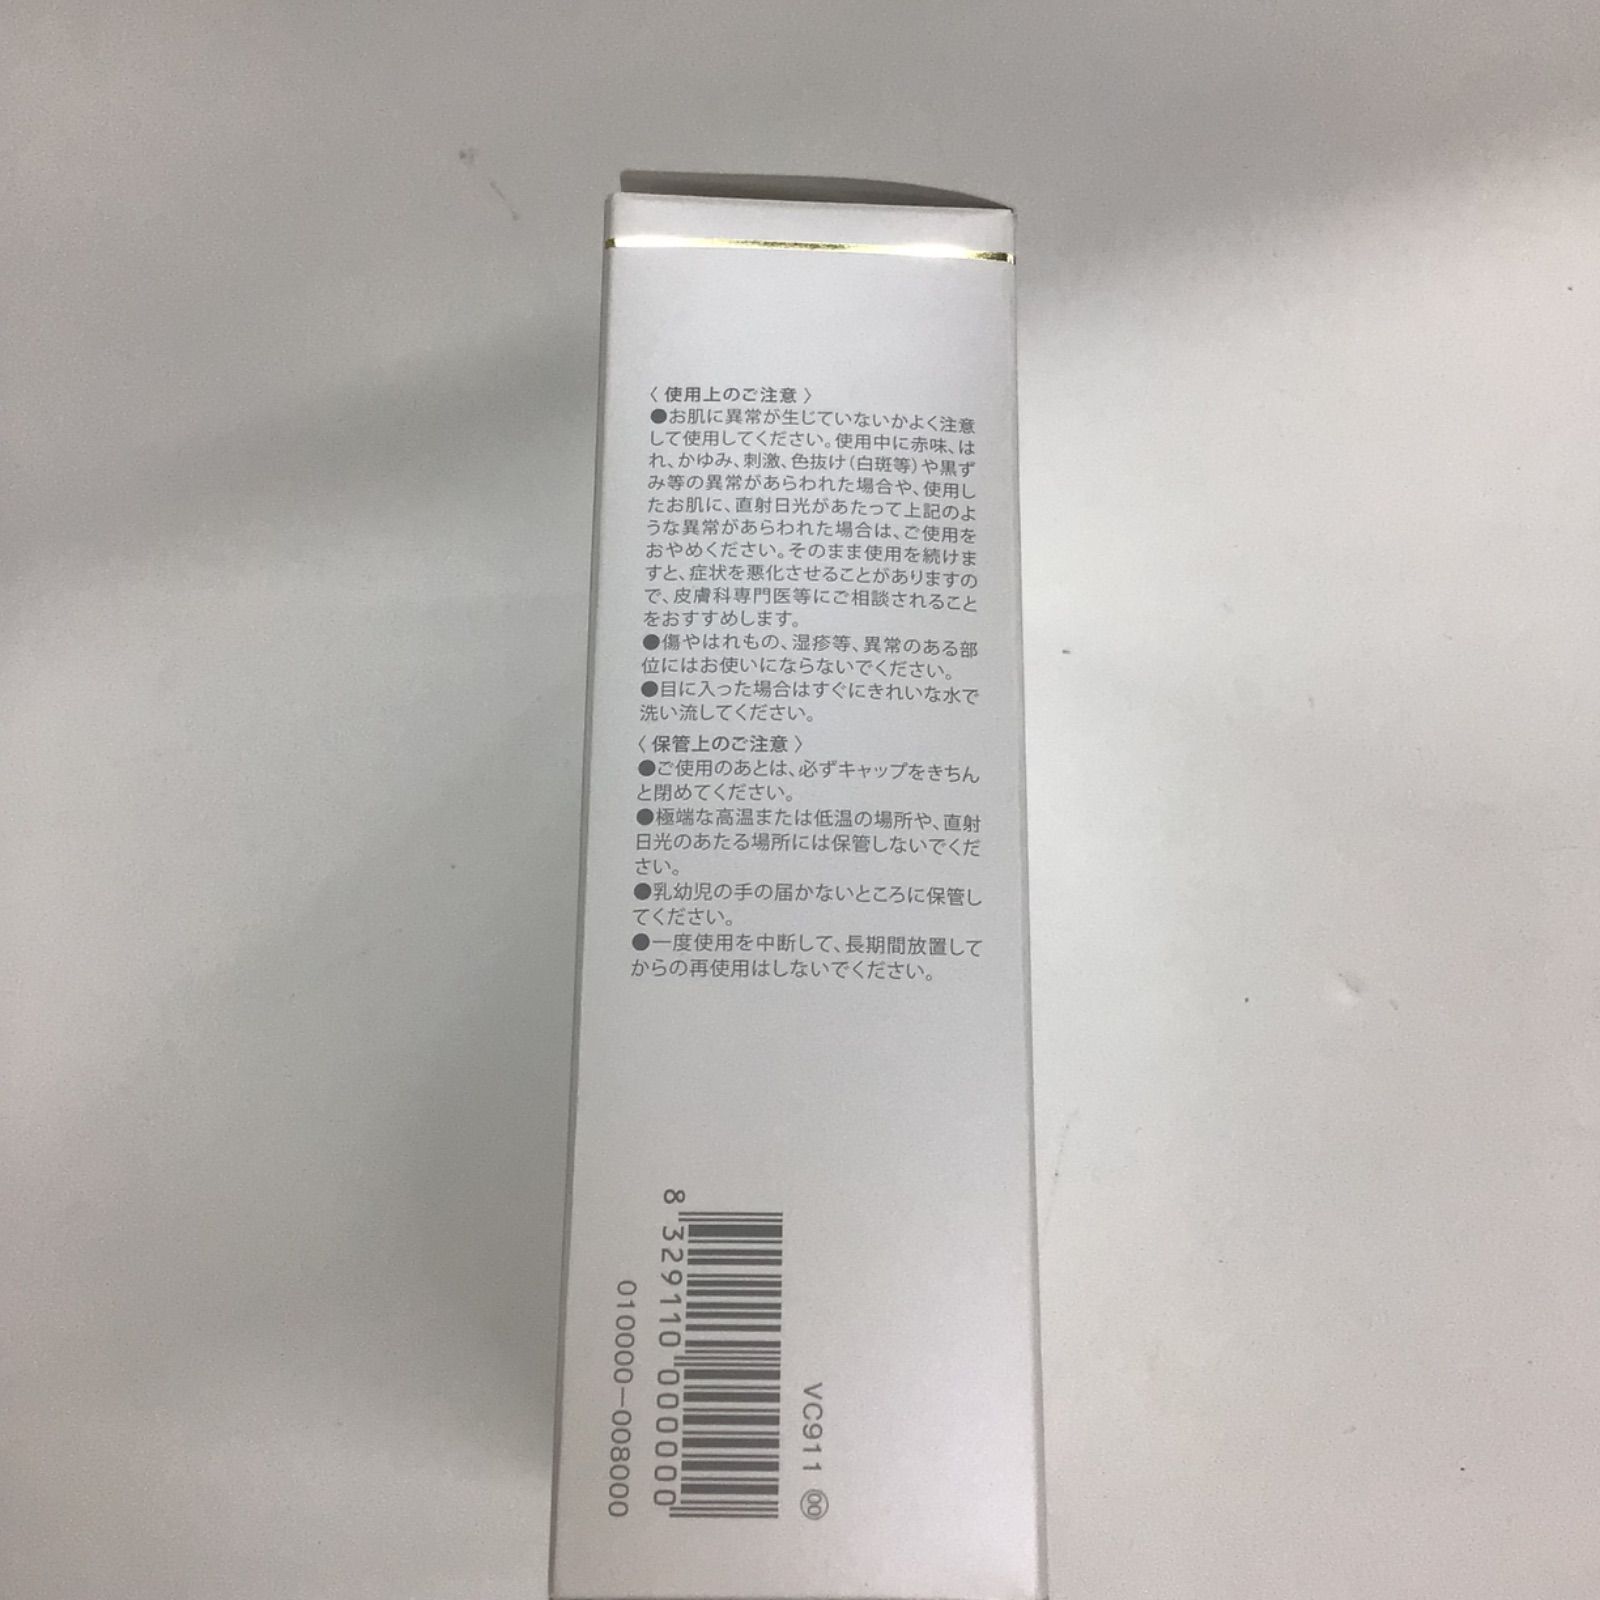 〈 使用上のご注意 〉
●お肌に異常が生じていないかよく注意
して使用してください。使用中に赤味、は
れ、かゆみ、刺激、色抜け(白斑等)や黒ず
み等の異常があらわれた場合や、使用し
たお肌に、直射日光があたって上記のよ
うな異常があらわれた場合は、ご使用を
おやめください。そのまま使用を続けま
すと、症状を悪化させることがありますの
で、皮膚科専門医等にご相談されること
をおすすめします。
●傷やはれもの、湿疹等、異常のある部
位にはお使いにならないでください。
●目に入った場合はすぐにきれいな水で
洗い流してください。
〈 保管上のご注意 〉
●ご使用のあとは、必ずキャップをきちん
と閉めてください。
●極端な高温または低温の場所や、直射
日光のあたる場所には保管しないでくだ
さい。
●乳幼児の手の届かないところに保管し
てください。
●一度使用を中断して、長期間放置して
からの再使用はしないでください。
VC911 00
8 329110 000000
010000-008000